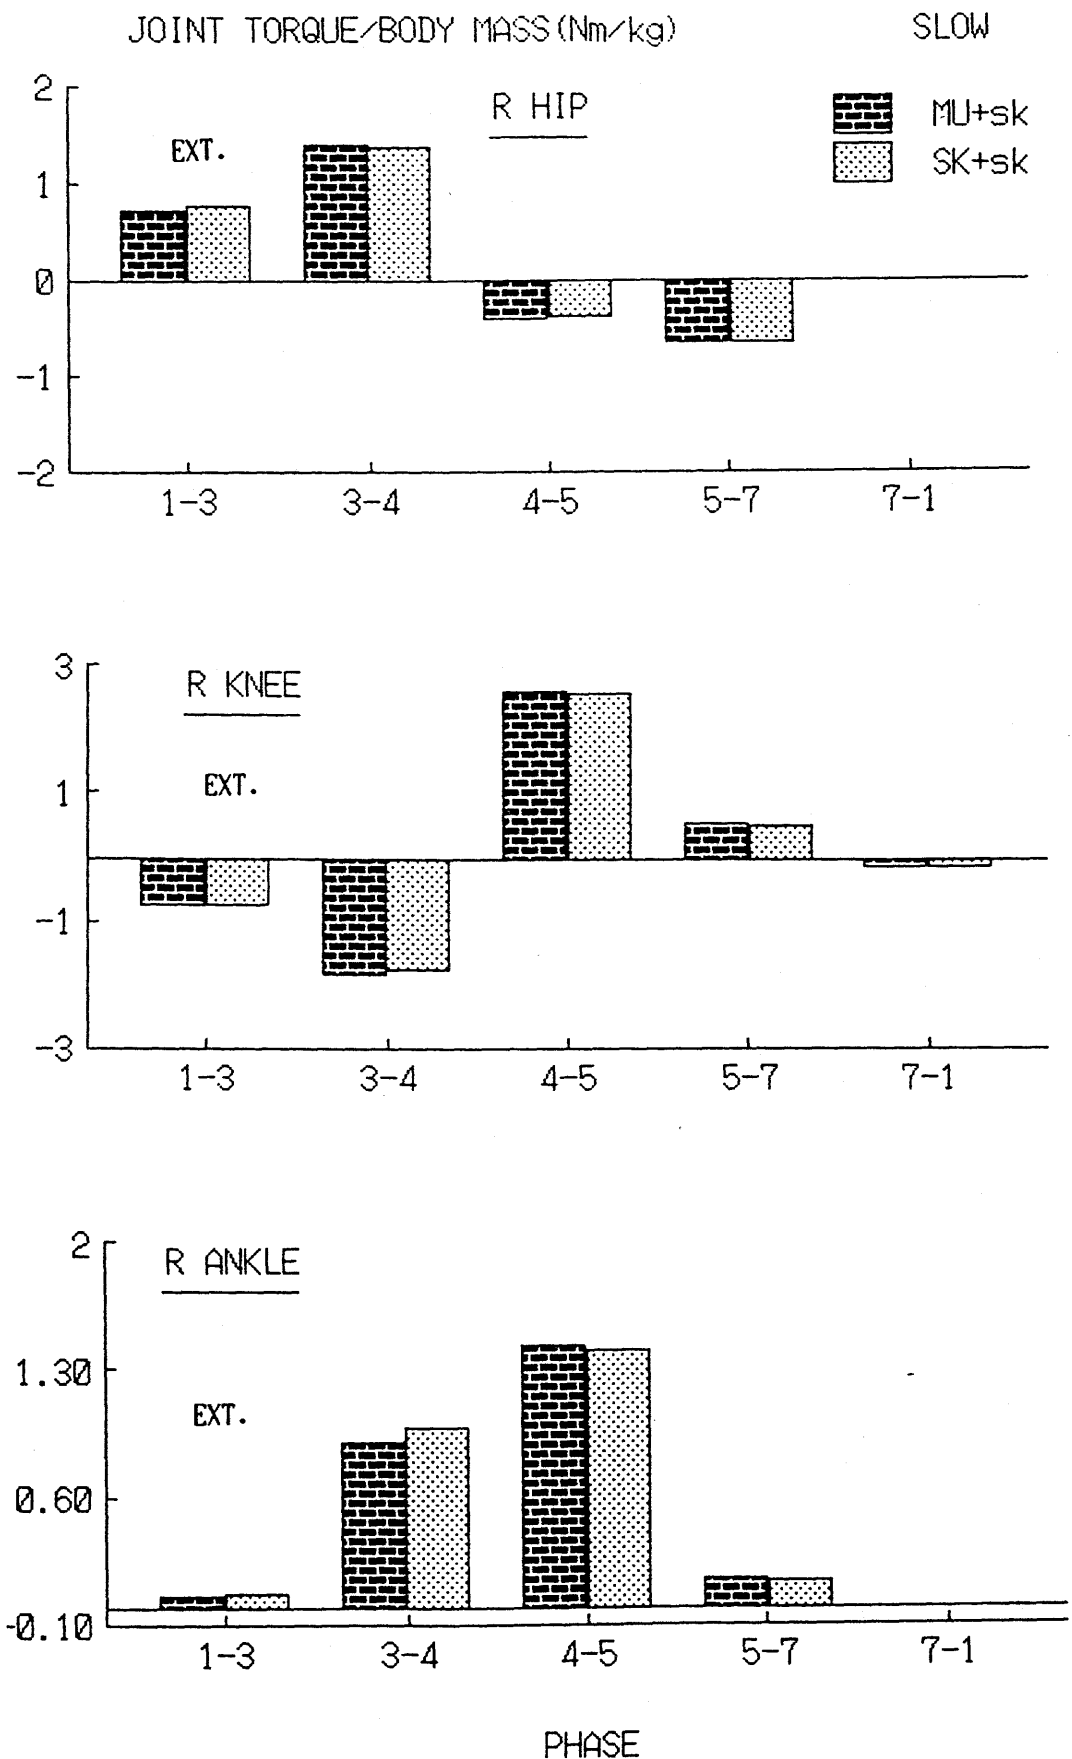 JOINT TORQUE/BODY MASS(Nm/kg) SLOW
2
R HIP
MU+sk
EXT.
SK+sk
1
0
-1
-2
1-3 3-4 4-5 5-7 7-1
3
R KNEE
EXT.
1
-1
-3
1-3 3-4 4-5 5-7 7-1
2
R ANKLE
1.30
EXT.
0.60
-0.10
1-3 3-4 4-5 5-7 7-1
PHASE